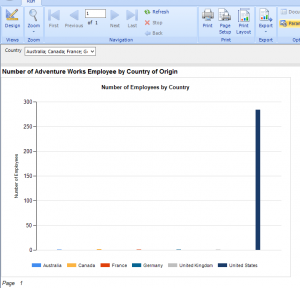 Run
Design
Zoom
First
Previous
1
of 1
Next
Last
Refresh
Stop
Back
Print
Page Setup
Print Layout
Export
Views
Zoom
Navigation
Print
Export
Country
Australia; Canada; France; G
Number of Adventure Works Employee by Country of Origin
Number of Employees by Country
Number of Employees
300
250
200
150
100
50
0
Australia
Canada
France
Germany
United Kingdom
United States
Page 1